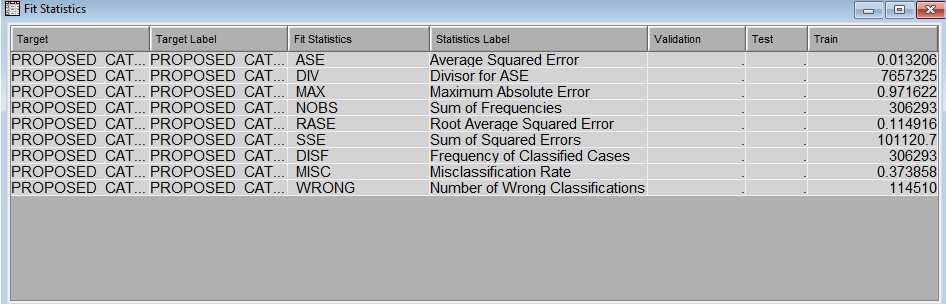 Fit Statistics
Target Target Label Fit Statistics Statistics Label Validation Test Train
PROPOSED CAT... PROPOSED CAT... ASE Average Squared Error . . 0.013206
PROPOSED CAT... PROPOSED CAT... DIV Divisor for ASE . . 7657325
PROPOSED CAT... PROPOSED CAT... MAX Maximum Absolute Error . . 0.971622
PROPOSED CAT... PROPOSED CAT... NOBS Sum of Frequencies . . 306293
PROPOSED CAT... PROPOSED CAT... RASE Root Average Squared Error . . 0.114916
PROPOSED CAT... PROPOSED CAT... SSE Sum of Squared Errors . . 101120.7
PROPOSED CAT... PROPOSED CAT... DISF Frequency of Classified Cases . . 306293
PROPOSED CAT... PROPOSED CAT... MISC Misclassification Rate . . 0.373858
PROPOSED CAT... PROPOSED CAT... WRONG Number of Wrong Classifications . . 114510